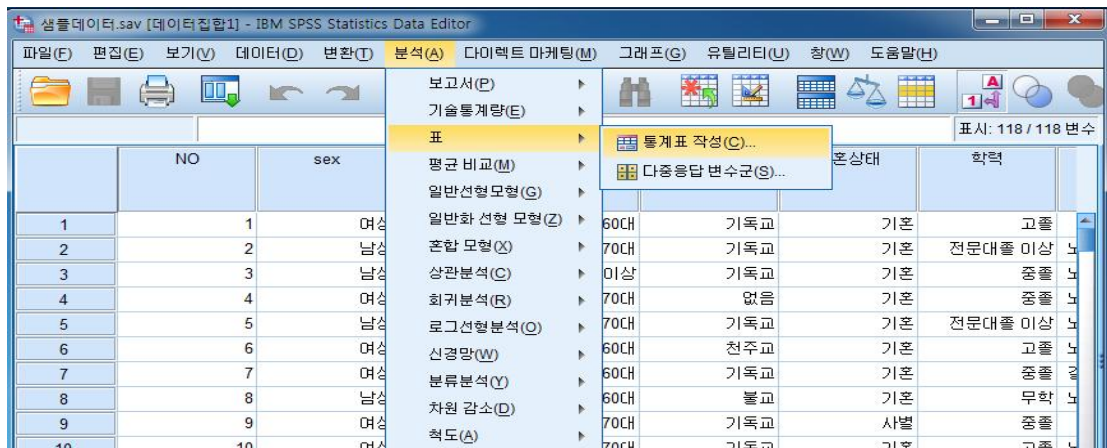 샘플데이터.sav [데이터집합1] - IBM SPSS Statistics Data Editor
파일(F) 편집(E) 보기(V) 데이터(D) 변환(T) 분석(A) 다이렉트 마케팅(M) 그래프(G) 유틸리티(U) 창(W) 도움말(H)
보고서(P)
기술통계량(E)
표
평균 비교(M)
일반선형모형(G)
일반화 선형 모형(Z)
혼합 모형(X)
상관분석(C)
회귀분석(R)
로그선형분석(O)
신경망(W)
분류분석(Y)
차원 감소(D)
척도(A)
통계표 작성(C)...
다중응답 변수군(S)...
표시: 118 / 118 변수
NO sex 혼상태 학력
1 1 여성 60대 기독교 기혼 고졸
2 2 남성 70대 기독교 기혼 전문대졸 이상
3 3 남성 이상 기독교 기혼 중졸
4 4 여성 70대 없음 기혼 중졸
5 5 남성 70대 기독교 기혼 전문대졸 이상
6 6 여성 60대 천주교 기혼 고졸
7 7 여성 60대 기독교 기혼 중졸
8 8 남성 60대 불교 기혼 무학
9 9 여성 70대 기독교 사별 중졸
10 10 여성 70대 기독교 기혼 고졸